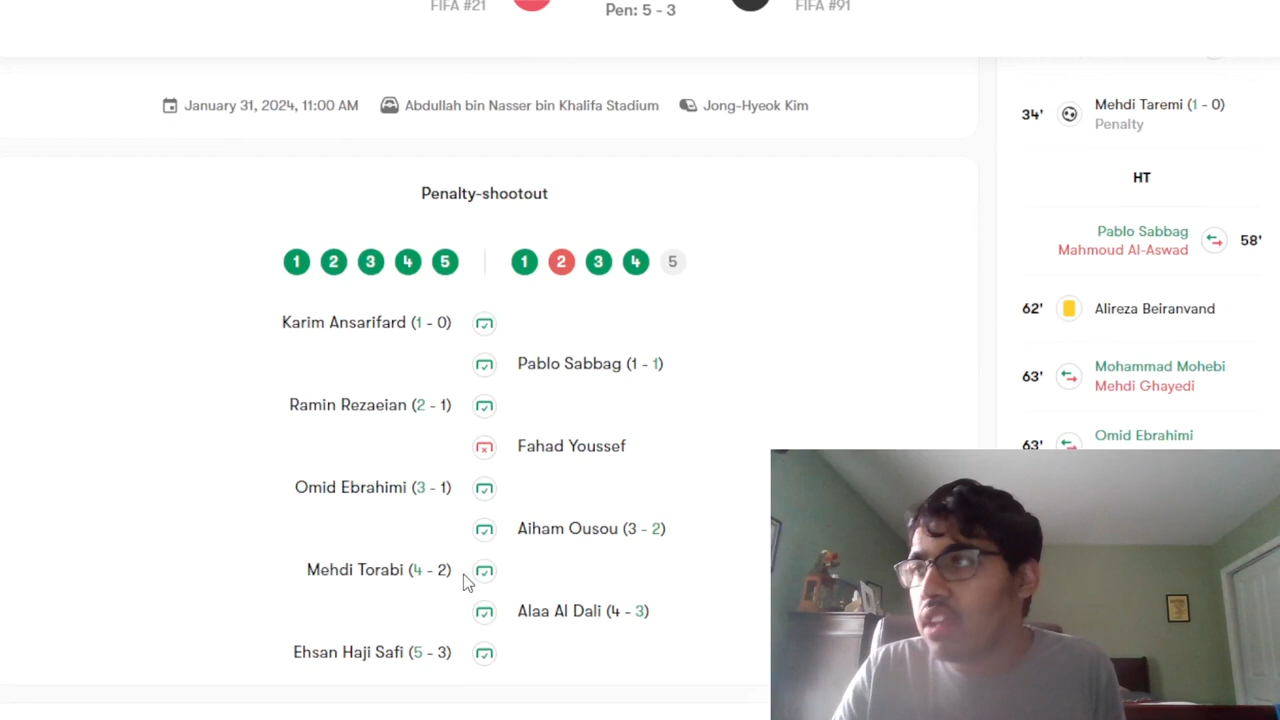 FIFA #21
Pen: 5 - 3
FIFA #91
January 31, 2024, 11:00 AM
Abdullah bin Nasser bin Khalifa Stadium
Jong-Hyeok Kim
Penalty-shootout
1 2 3 4 5
1 2 3 4 5
Karim Ansarifard (1 - 0)
Pablo Sabbag (1 - 1)
Ramin Rezaeian (2 - 1)
Fahad Youssef
Omid Ebrahimi (3 - 1)
Aiham Ousou (3 - 2)
Mehdi Torabi (4 - 2)
Alaa Al Dali (4 - 3)
Ehsan Haji Safi (5 - 3)
34'
Mehdi Taremi (1 - 0)
Penalty
HT
Pablo Sabbag
Mahmoud Al-Aswad
58'
62'
Alireza Beiranvand
63'
Mohammad Mohebi
Mehdi Ghayedi
63'
Omid Ebrahimi